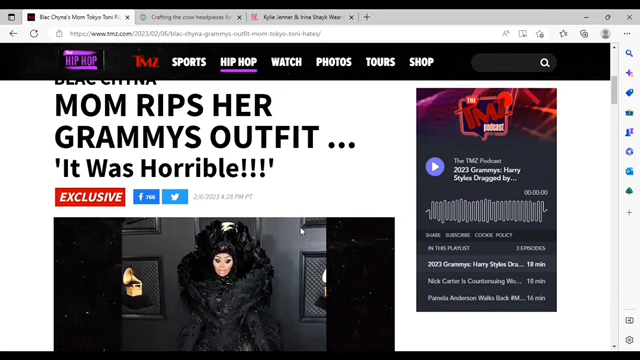 Blac Chyna's Mom Tokyo Toni Ri
Crafting the crow headpieces fo
Kylie Jenner & Irina Shayk Wear
https://www.tmz.com/2023/02/06/blac-chyna-grammys-outfit-mom-tokyo-toni-hates/
TMZ
HIP HOP
TMZ SPORTS HIP HOP WATCH PHOTOS TOURS SHOP
BLAC CHYNA
MOM RIPS HER
GRAMMYS OUTFIT ...
'It Was Horrible!!!'
EXCLUSIVE
766
2/6/2023 4:28 PM PT
THE
TMZ
podcast
The TMZ Podcast
2023 Grammys: Harry
Styles Dragged by...
00:00:00
SHARE SUBSCRIBE COOKIE POLICY
IN THIS PLAYLIST 3 EPISODES
2023 Grammys: Harry Styles Dra... 18 min
Nick Carter Is Countersuing Wo... 18 min
Pamela Anderson Walks Back #M... 16 min